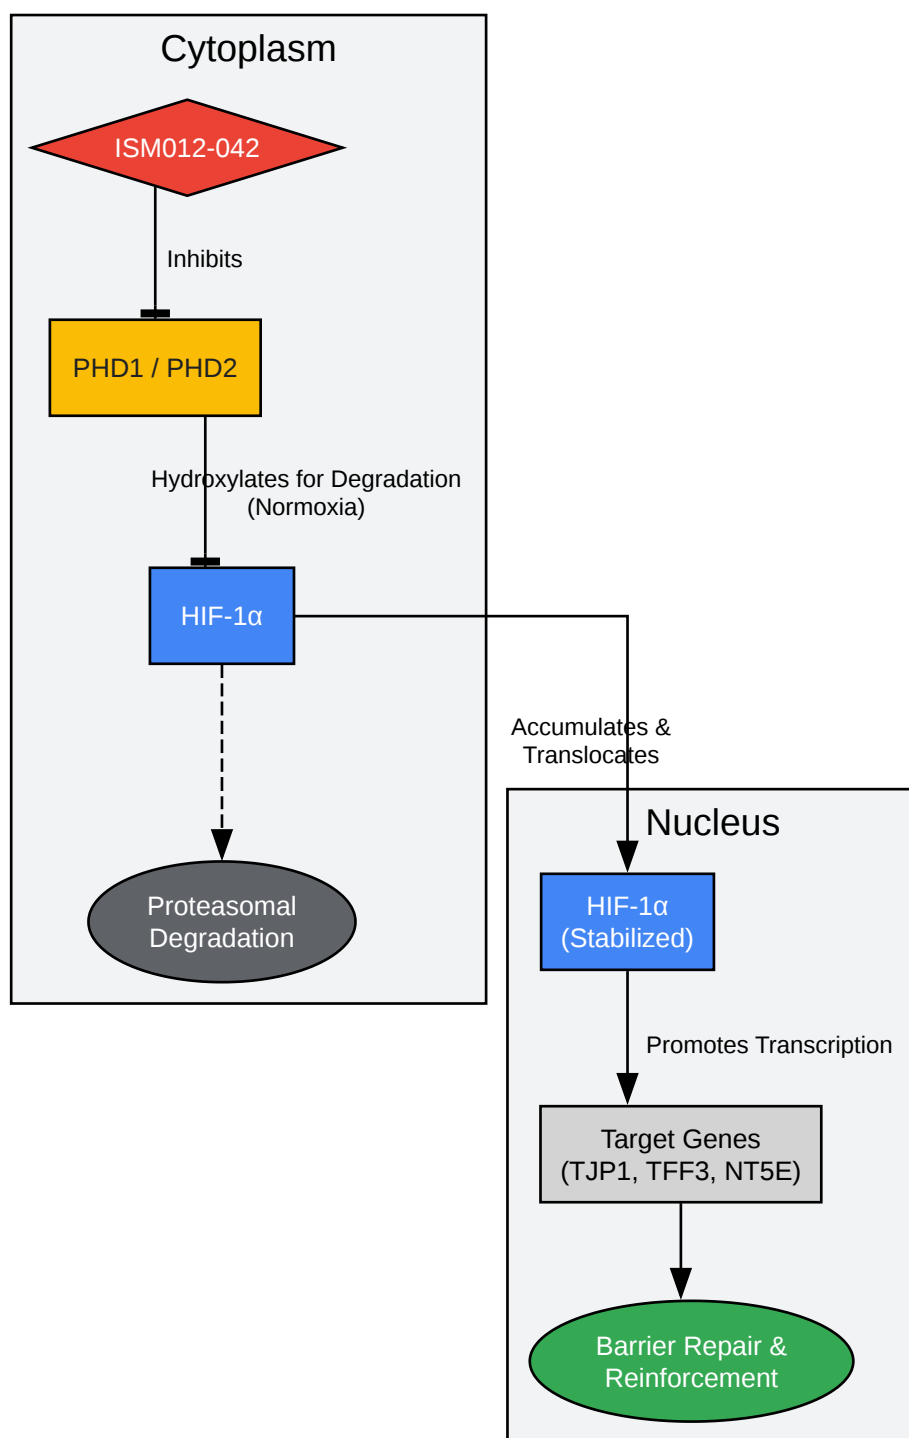 Cytoplasm
ISM012-042
Inhibits
PHD1 / PHD2
Hydroxylates for Degradation
(Normoxia)
HIF-1α
Accumulates &
Translocates
Nucleus
Proteasomal
Degradation
HIF-1α
(Stabilized)
Promotes Transcription
Target Genes
(TJP1, TFF3, NT5E)
Barrier Repair &
Reinforcement